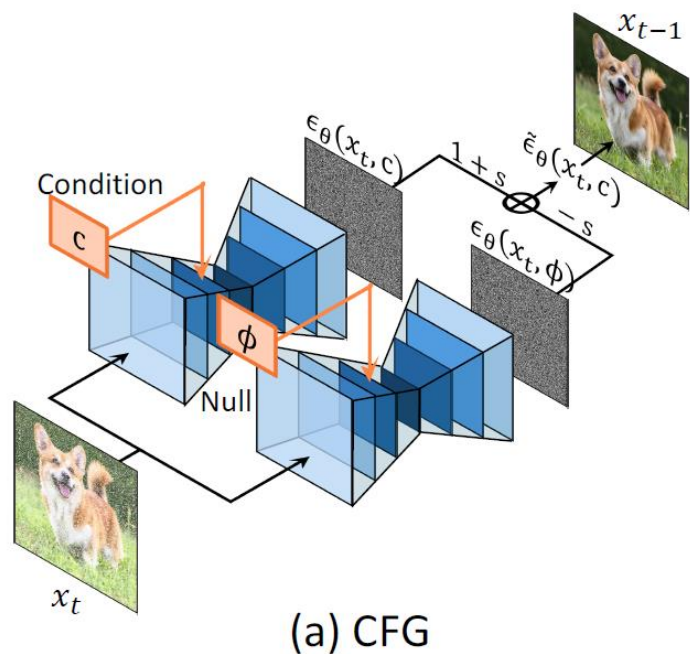 x_{t−1}
ϵ_θ(x_t, c)
1 + s
ϵ̃_θ(x_t, c)
− s
Condition
c
ϵ_θ(x_t, ϕ)
ϕ
Null
x_t
(a) CFG